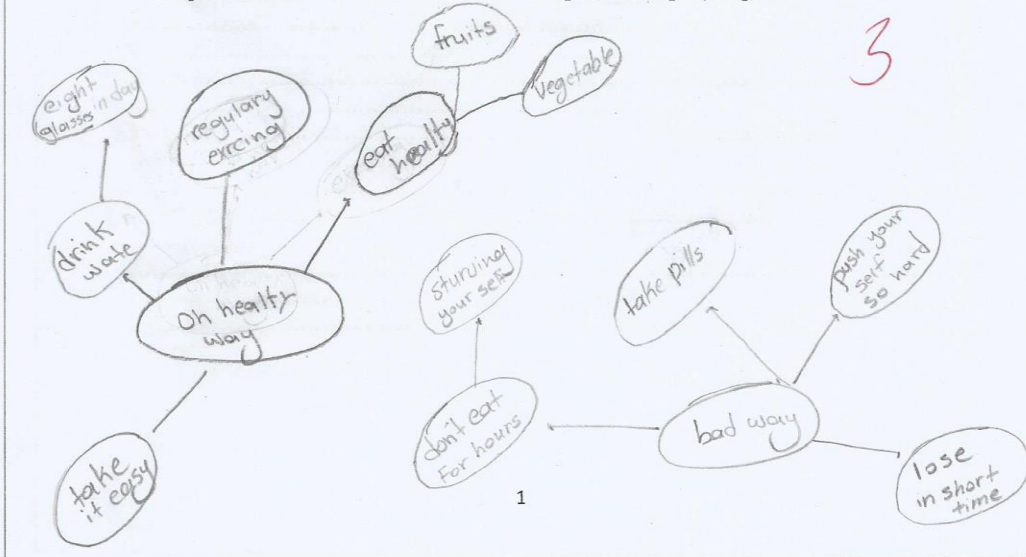 3
fruits
vegetable
eat
healty
regulary
exrcing
eight
glasses in day
drink
wate
oh healty
way
take
it easy
sturving
your self
don't eat
For hours
take pills
push your
self
so hard
bad way
lose
in short
time
1